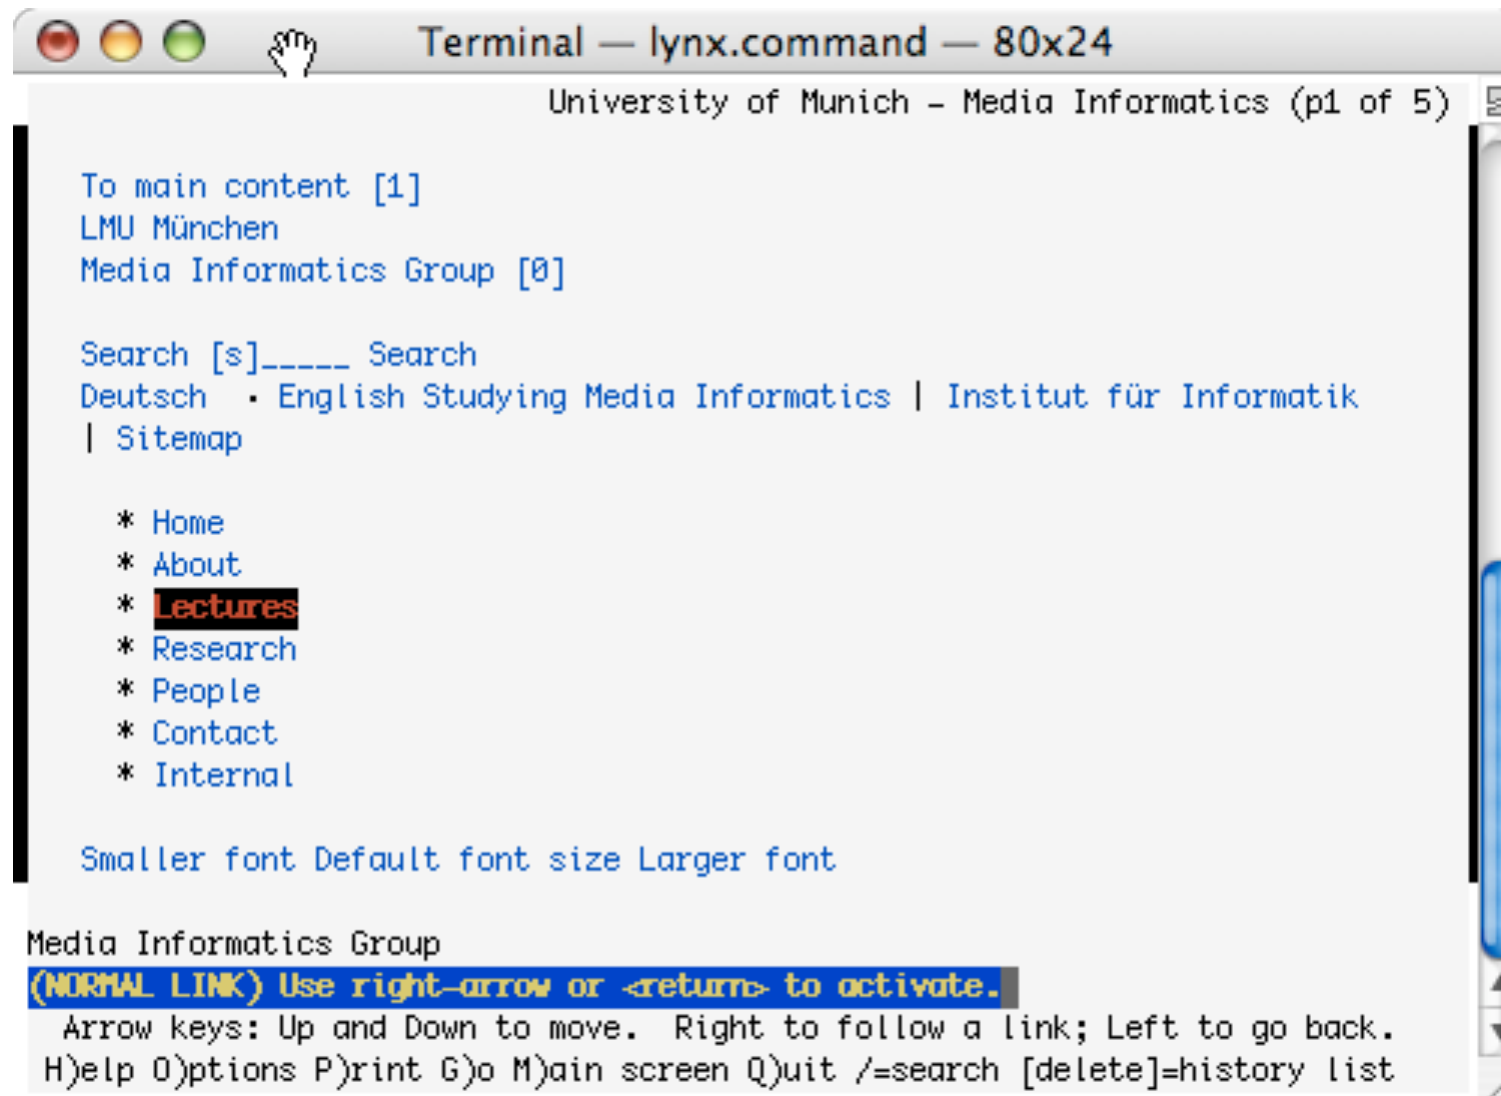 Terminal — lynx.command — 80x24
University of Munich – Media Informatics (p1 of 5)
To main content [1]
LMU München
Media Informatics Group [0]
Search [s]_____ Search
Deutsch · English Studying Media Informatics | Institut für Informatik
| Sitemap
* Home
* About
* Lectures
* Research
* People
* Contact
* Internal
Smaller font Default font size Larger font
Media Informatics Group
(NORMAL LINK) Use right-arrow or <return> to activate.
Arrow keys: Up and Down to move. Right to follow a link; Left to go back.
H)elp O)ptions P)rint G)o M)ain screen Q)uit /=search [delete]=history list